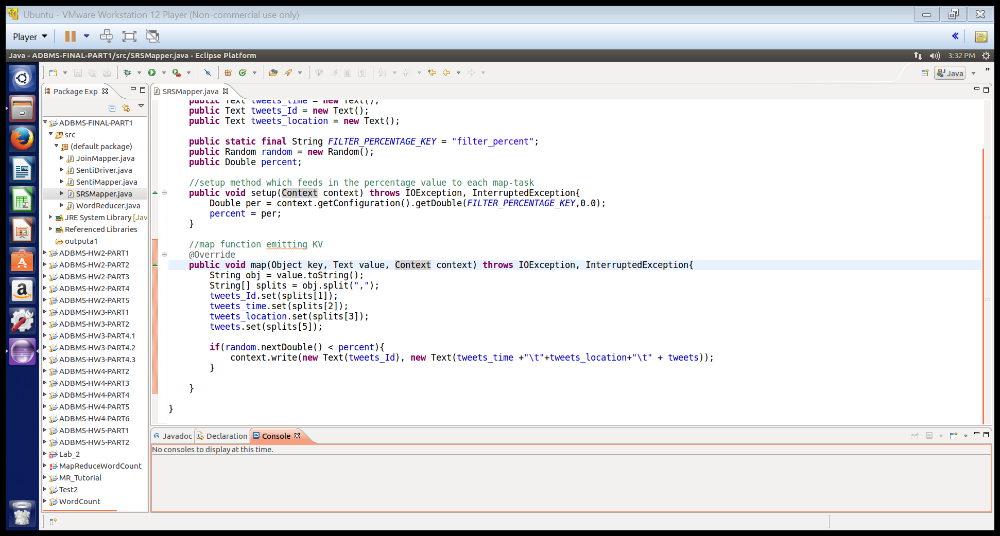 Ubuntu - VMware Workstation 12 Player (Non-commercial use only)
Player
Java - ADBMS-FINAL-PART1/src/SRSMapper.java - Eclipse Platform
3:32 PM
Java
Package Exp
ADBMS-FINAL-PART1
src
(default package)
JoinMapper.java
SentiDriver.java
SentiMapper.java
SRSMapper.java
WordReducer.java
JRE System Library [Jav
Referenced Libraries
outputa1
ADBMS-HW2-PART1
ADBMS-HW2-PART2
ADBMS-HW2-PART3
ADBMS-HW2-PART4
ADBMS-HW2-PART5
ADBMS-HW3-PART1
ADBMS-HW3-PART2
ADBMS-HW3-PART4.1
ADBMS-HW3-PART4.2
ADBMS-HW3-PART4.3
ADBMS-HW4-PART2
ADBMS-HW4-PART3
ADBMS-HW4-PART4
ADBMS-HW4-PART5
ADBMS-HW4-PART6
ADBMS-HW5-PART1
ADBMS-HW5-PART2
Lab_2
MapReduceWordCount
MR_Tutorial
Test2
WordCount
SRSMapper.java
public Text tweets_time = new Text();
public Text tweets_Id = new Text();
public Text tweets_location = new Text();
public static final String FILTER_PERCENTAGE_KEY = "filter_percent";
public Random random = new Random();
public Double percent;
//setup method which feeds in the percentage value to each map-task
public void setup(Context context) throws IOException, InterruptedException{
Double per = context.getConfiguration().getDouble(FILTER_PERCENTAGE_KEY,0.0);
percent = per;
}
//map function emitting KV
@Override
public void map(Object key, Text value, Context context) throws IOException, InterruptedException{
String obj = value.toString();
String[] splits = obj.split(",");
tweets_Id.set(splits[1]);
tweets_time.set(splits[2]);
tweets_location.set(splits[3]);
tweets.set(splits[5]);
if(random.nextDouble() < percent){
context.write(new Text(tweets_Id), new Text(tweets_time +"\t"+tweets_location+"\t" + tweets));
}
}
}
@ Javadoc
Declaration
Console
No consoles to display at this time.